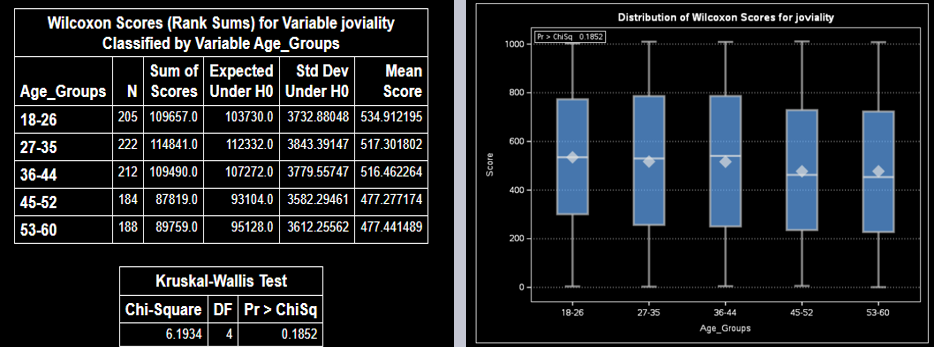 Wilcoxon Scores (Rank Sums) for Variable joviality
Classified by Variable Age_Groups
Age_Groups N Sum of Scores Expected Under H0 Std Dev Under H0 Mean Score
18-26 205 109657.0 103730.0 3732.88048 534.912195
27-35 222 114841.0 112332.0 3843.39147 517.301802
36-44 212 109490.0 107272.0 3779.55747 516.462264
45-52 184 87819.0 93104.0 3582.29461 477.277174
53-60 188 89759.0 95128.0 3612.25562 477.441489
Kruskal-Wallis Test
Chi-Square DF Pr > ChiSq
6.1934 4 0.1852
Distribution of Wilcoxon Scores for joviality
Pr > ChiSq 0.1852
1000
800
600
400
200
0
Score
18-26 27-35 36-44 45-52 53-60
Age_Groups